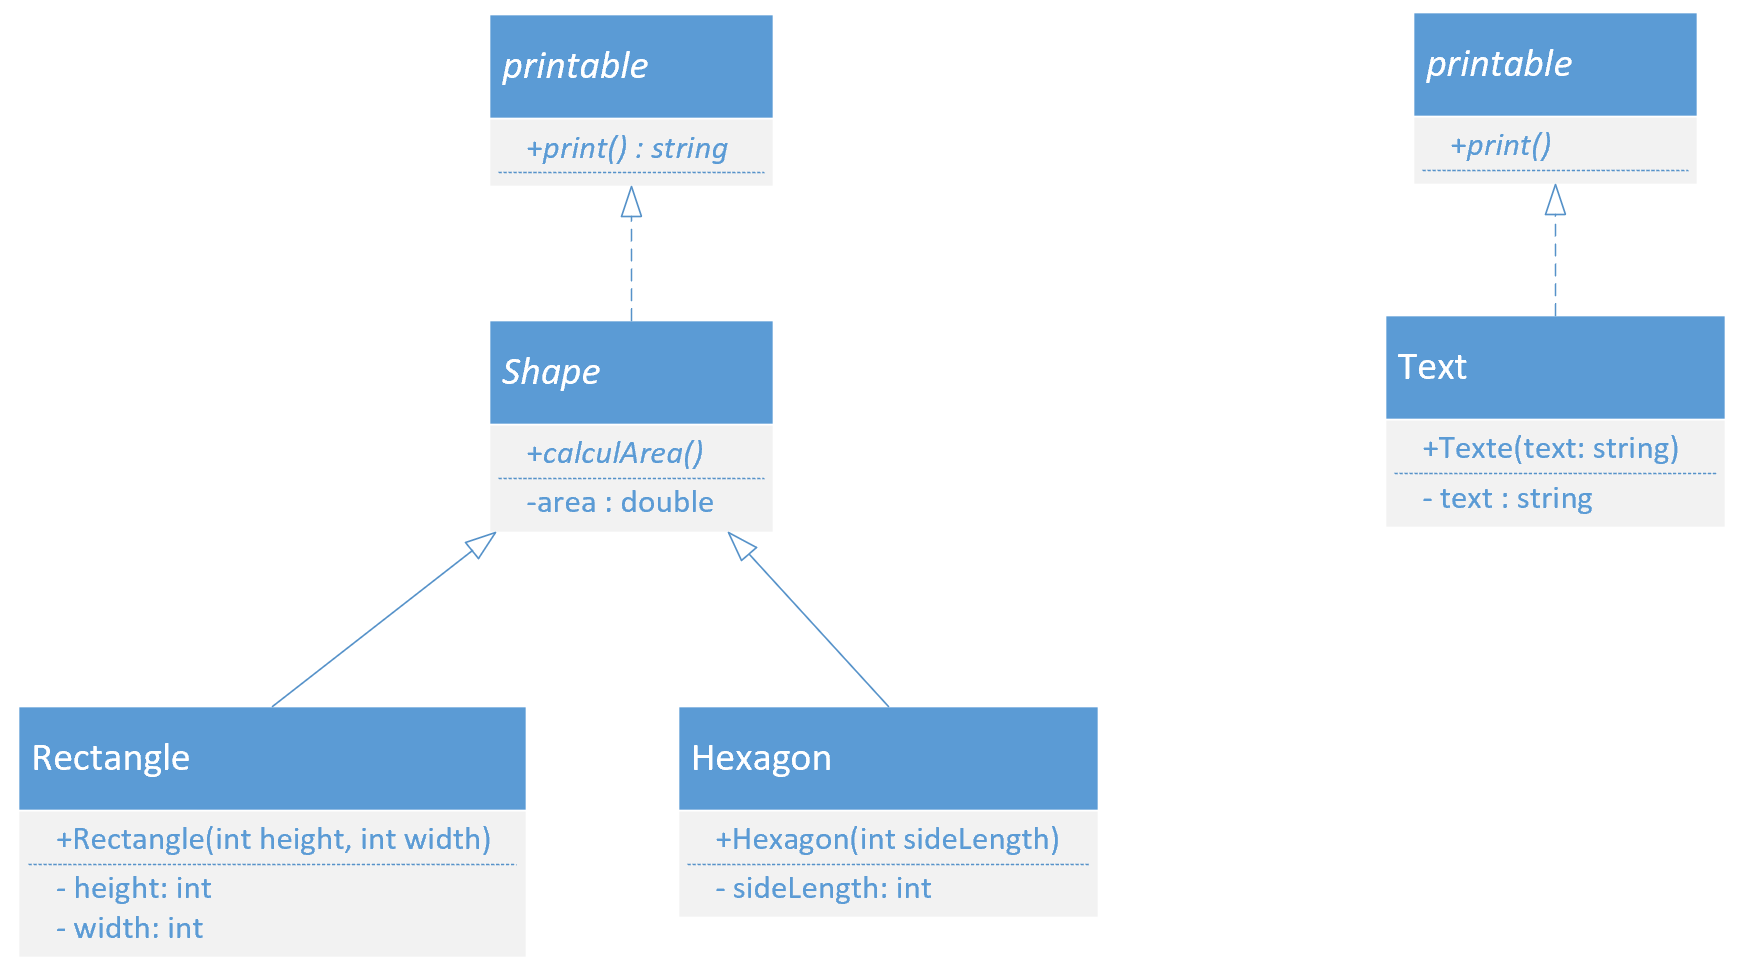 printable
+print() : string
Shape
+calculArea()
-area : double
Rectangle
+Rectangle(int height, int width)
- height: int
- width: int
Hexagon
+Hexagon(int sideLength)
- sideLength: int
printable
+print()
Text
+Texte(text: string)
- text : string